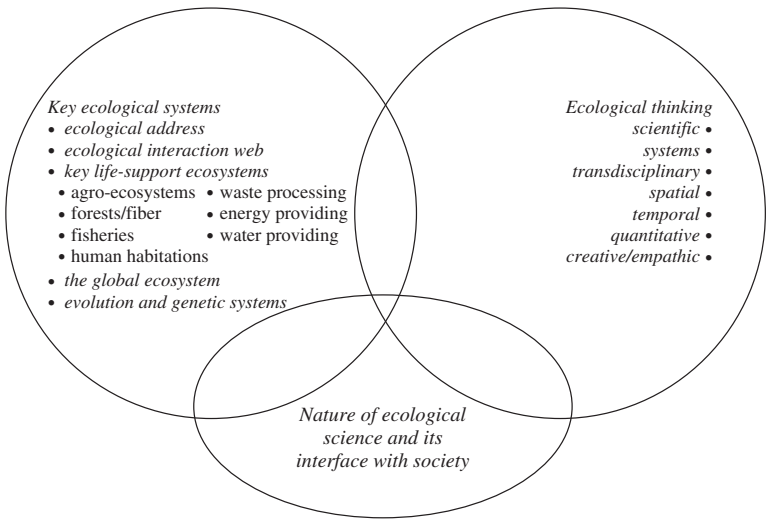 Key ecological systems
• ecological address
• ecological interaction web
• key life-support ecosystems
• agro-ecosystems • waste processing
• forests/fiber • energy providing
• fisheries • water providing
• human habitations
• the global ecosystem
• evolution and genetic systems
Ecological thinking
scientific •
systems •
transdisciplinary •
spatial •
temporal •
quantitative •
creative/empathic •
Nature of ecological
science and its
interface with society